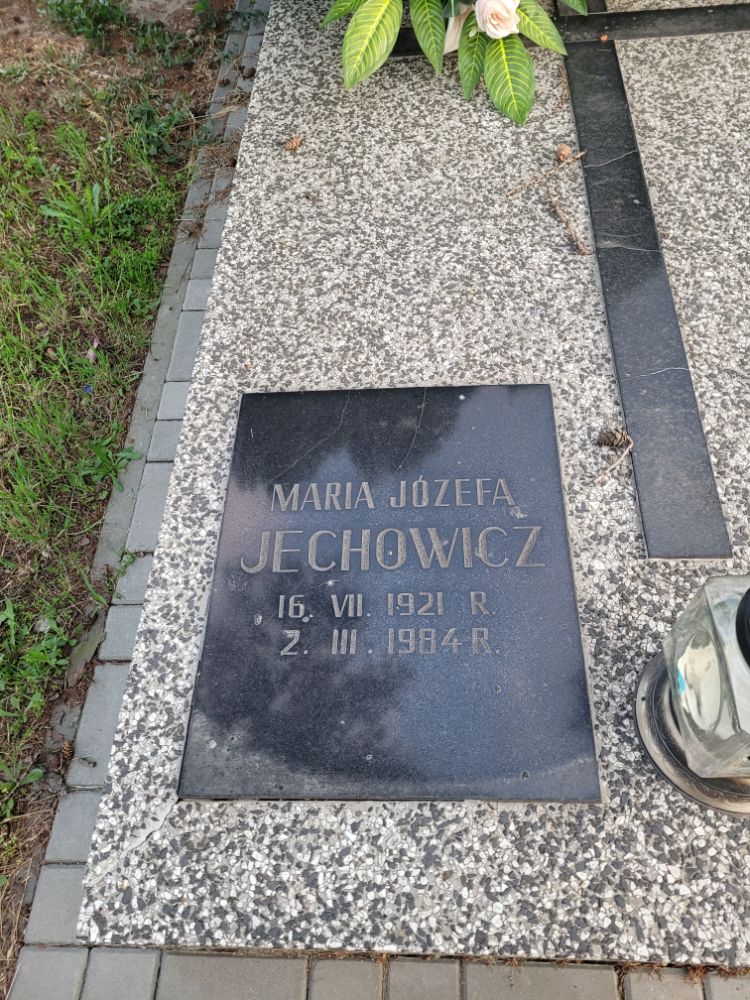 MARIA JÓZEFA
JECHOWICZ
16. VII. 1921 R.
2. III. 1984 R.